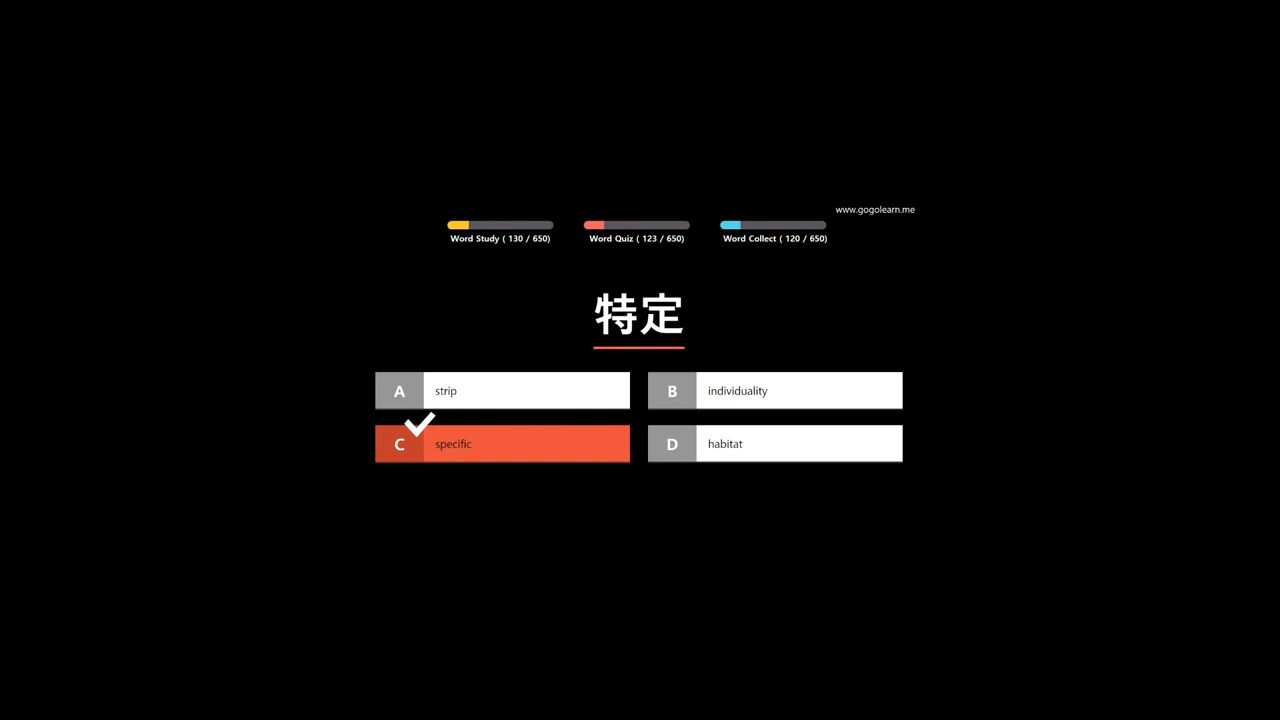 www.gogolearn.me
Word Study ( 130 / 650)
Word Quiz ( 123 / 650)
Word Collect ( 120 / 650)
特定
A strip
B individuality
C specific
D habitat